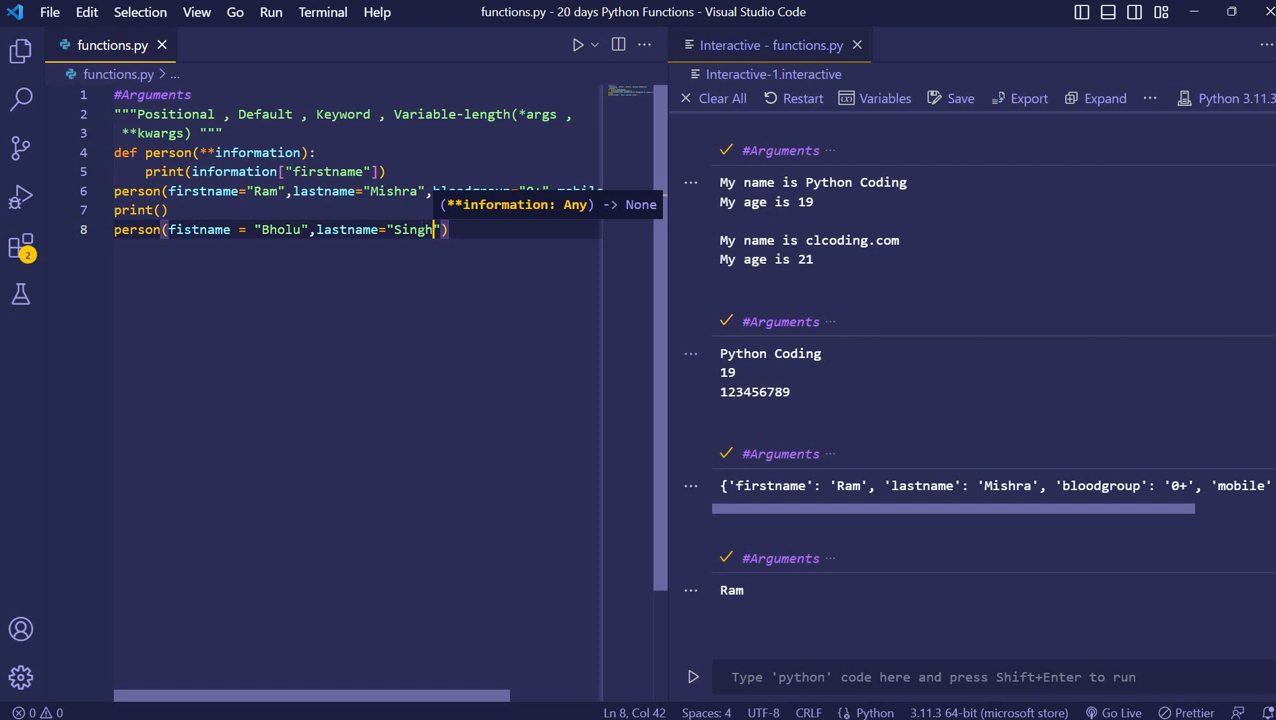 File Edit Selection View Go Run Terminal Help
functions.py - 20 days Python Functions - Visual Studio Code
functions.py
functions.py > ...
1 #Arguments
2 """Positional , Default , Keyword , Variable-length(*args ,
3 **kwargs) """
4 def person(**information):
5 print(information["firstname"])
6 person(firstname="Ram",lastname="Mishra",bloodgroup="0+",mobile
7 print()
8 person(fistname = "Bholu",lastname="Singh")
(**information: Any) -> None
2
Interactive - functions.py
Interactive-1.interactive
Clear All Restart Variables Save Export Expand ... Python 3.11.3
#Arguments ...
My name is Python Coding
My age is 19
My name is clcoding.com
My age is 21
#Arguments ...
Python Coding
19
123456789
#Arguments ...
{'firstname': 'Ram', 'lastname': 'Mishra', 'bloodgroup': '0+', 'mobile'
#Arguments ...
Ram
Type 'python' code here and press Shift+Enter to run
0 0 Ln 8, Col 42 Spaces: 4 UTF-8 CRLF Python 3.11.3 64-bit (microsoft store) Go Live Prettier